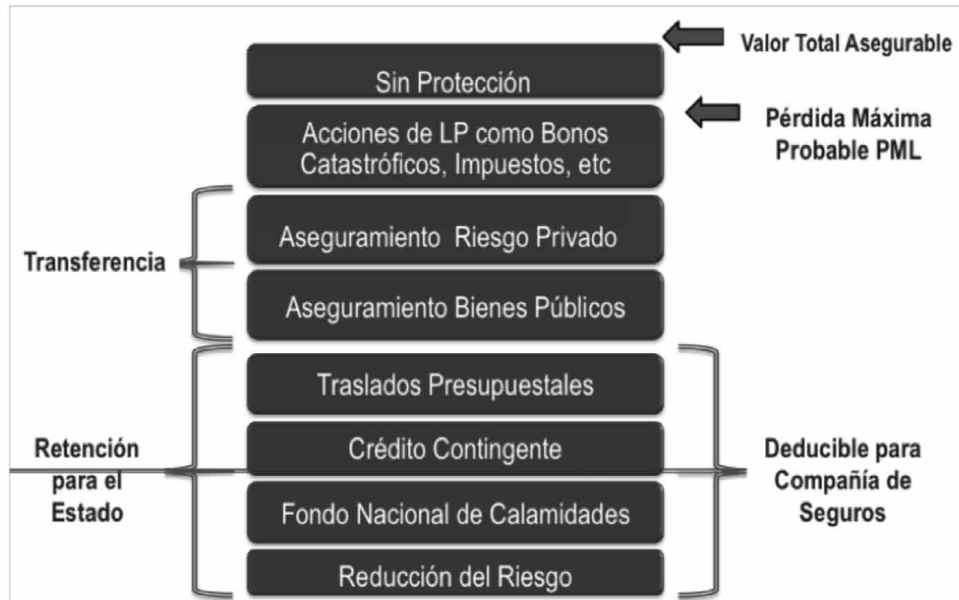 Valor Total Asegurable
Sin Protección
Acciones de LP como Bonos
Catastróficos, Impuestos, etc
Pérdida Máxima
Probable PML
Transferencia
Aseguramiento Riesgo Privado
Aseguramiento Bienes Públicos
Traslados Presupuestales
Retención
para el
Estado
Crédito Contingente
Fondo Nacional de Calamidades
Reducción del Riesgo
Deducible para
Compañía de
Seguros